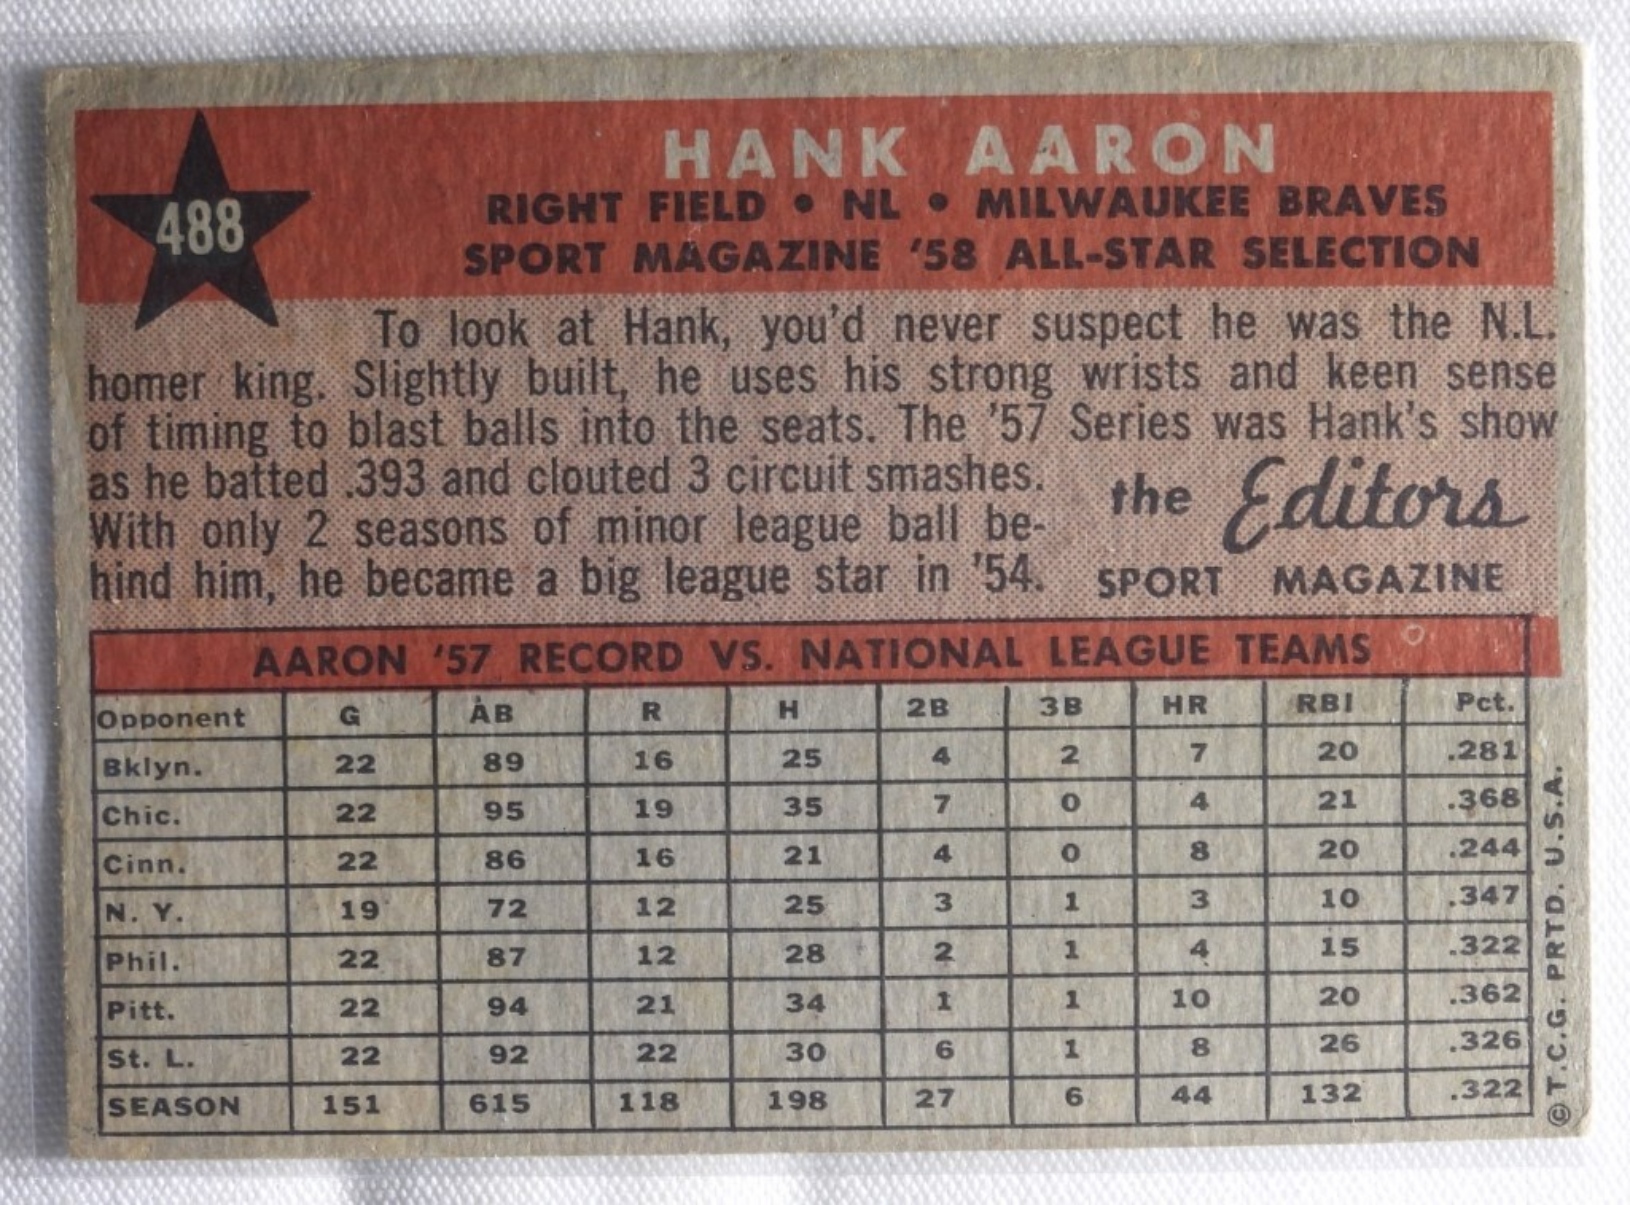 HANK AARON
488
RIGHT FIELD • NL • MILWAUKEE BRAVES
SPORT MAGAZINE '58 ALL-STAR SELECTION
To look at Hank, you'd never suspect he was the N.L.
homer king. Slightly built, he uses his strong wrists and keen sense
of timing to blast balls into the seats. The '57 Series was Hank's show
as he batted .393 and clouted 3 circuit smashes.
With only 2 seasons of minor league ball be-
hind him, he became a big league star in '54.
the Editors
SPORT MAGAZINE
AARON '57 RECORD VS. NATIONAL LEAGUE TEAMS
Opponent G AB R H 2B 3B HR RBI Pct.
Bklyn. 22 89 16 25 4 2 7 20 .281
Chic. 22 95 19 35 7 0 4 21 .368
Cinn. 22 86 16 21 4 0 8 20 .244
N. Y. 19 72 12 25 3 1 3 10 .347
Phil. 22 87 12 28 2 1 4 15 .322
Pitt. 22 94 21 34 1 1 10 20 .362
St. L. 22 92 22 30 6 1 8 26 .326
SEASON 151 615 118 198 27 6 44 132 .322
© T.C.G. PRTD. U.S.A.